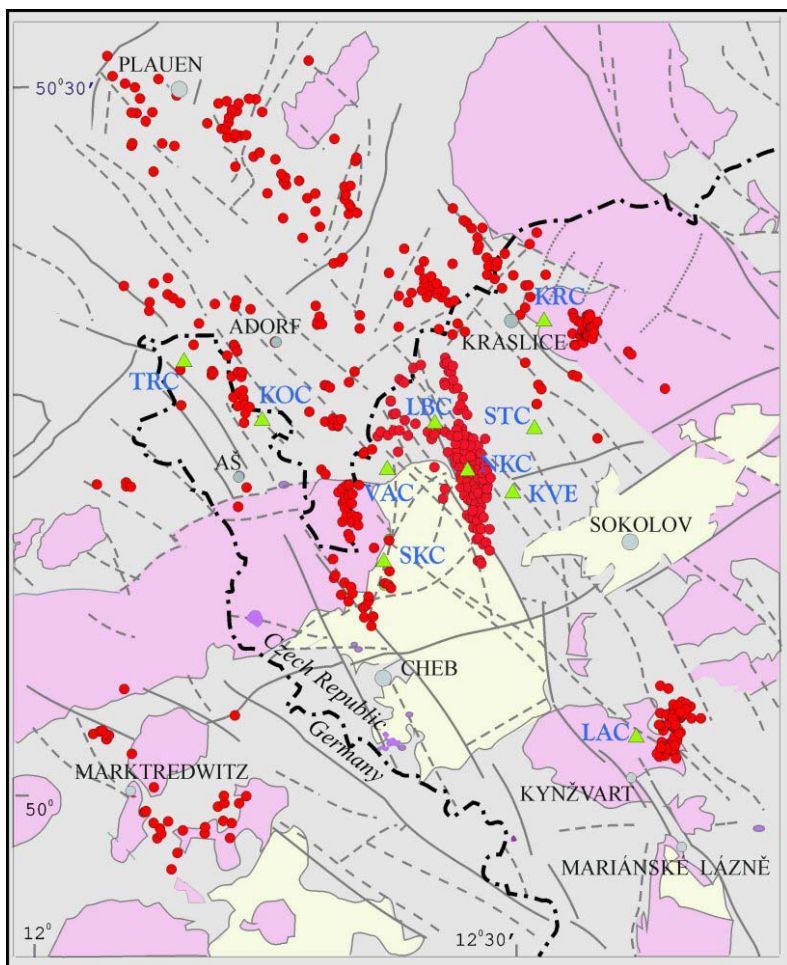 PLAUEN
50°30'
KRC
KRASLICE
ADORF
TRC
KOC
LBC
STC
AŠ
VAC
NKC
KVE
SOKOLOV
SKC
Czech Republic
CHEB
Germany
LAC
MARKTREDWITZ
KYNŽVART
50°
MARIÁNSKÉ LÁZNĚ
12°
12°30'